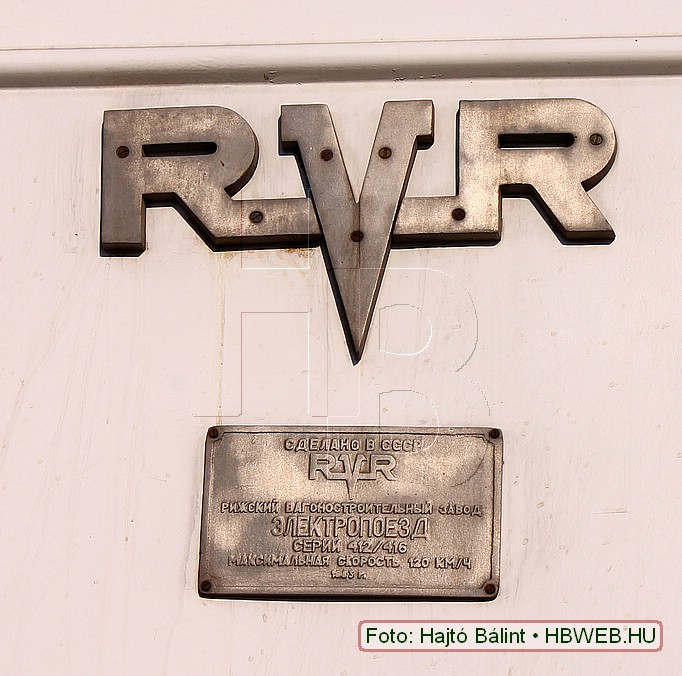 RVR
СДЕЛАНО В СССР
RVR
РИЖСКИЙ ВАГОНОСТРОИТЕЛЬНЫЙ ЗАВОД
ЭЛЕКТРОПОЕЗД
СЕРИИ 412/416
МАКСИМАЛЬНАЯ СКОРОСТЬ 120 КМ/Ч
Г.
Foto: Hajtó Bálint • HBWEB.HU